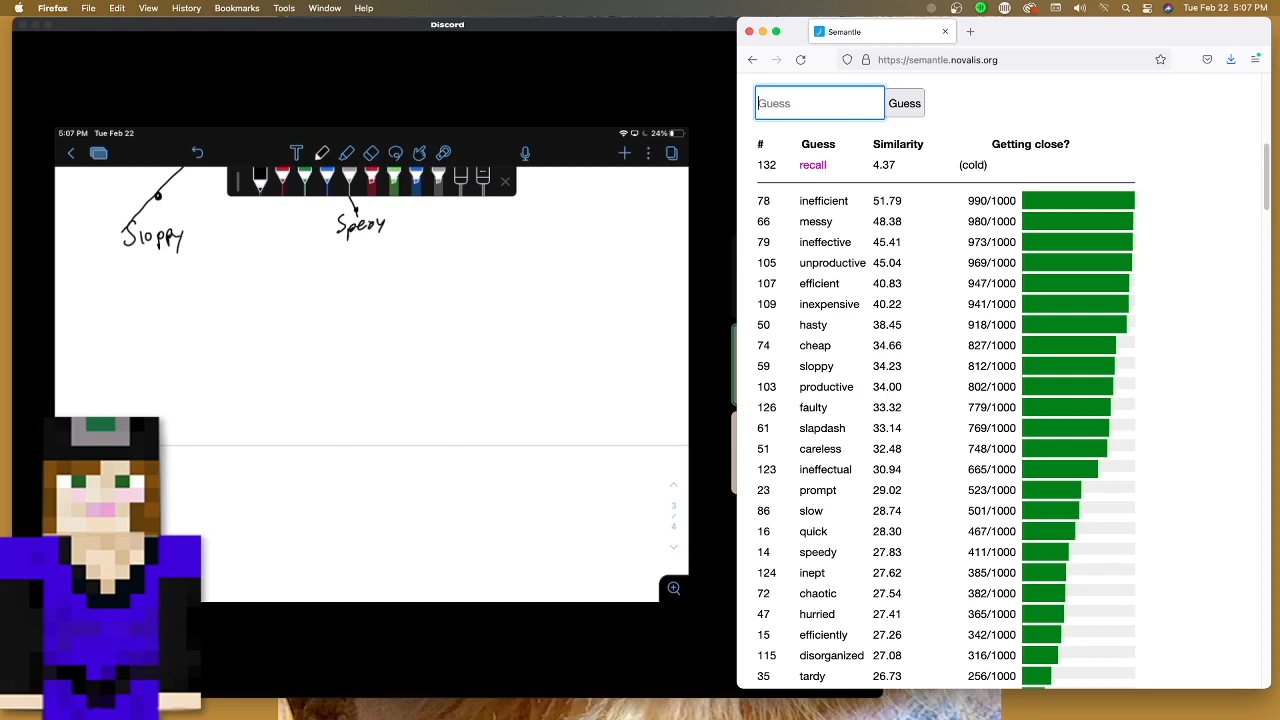 Firefox File Edit View History Bookmarks Tools Window Help Tue Feb 22 5:07 PM
Discord
Semantle
https://semantle.novalis.org
5:07 PM Tue Feb 22 24%
T
Sloppy
Speedy
3
/
4
Guess Guess
# Guess Similarity Getting close?
132 recall 4.37 (cold)
78 inefficient 51.79 990/1000
66 messy 48.38 980/1000
79 ineffective 45.41 973/1000
105 unproductive 45.04 969/1000
107 efficient 40.83 947/1000
109 inexpensive 40.22 941/1000
50 hasty 38.45 918/1000
74 cheap 34.66 827/1000
59 sloppy 34.23 812/1000
103 productive 34.00 802/1000
126 faulty 33.32 779/1000
61 slapdash 33.14 769/1000
51 careless 32.48 748/1000
123 ineffectual 30.94 665/1000
23 prompt 29.02 523/1000
86 slow 28.74 501/1000
16 quick 28.30 467/1000
14 speedy 27.83 411/1000
124 inept 27.62 385/1000
72 chaotic 27.54 382/1000
47 hurried 27.41 365/1000
15 efficiently 27.26 342/1000
115 disorganized 27.08 316/1000
35 tardy 26.73 256/1000